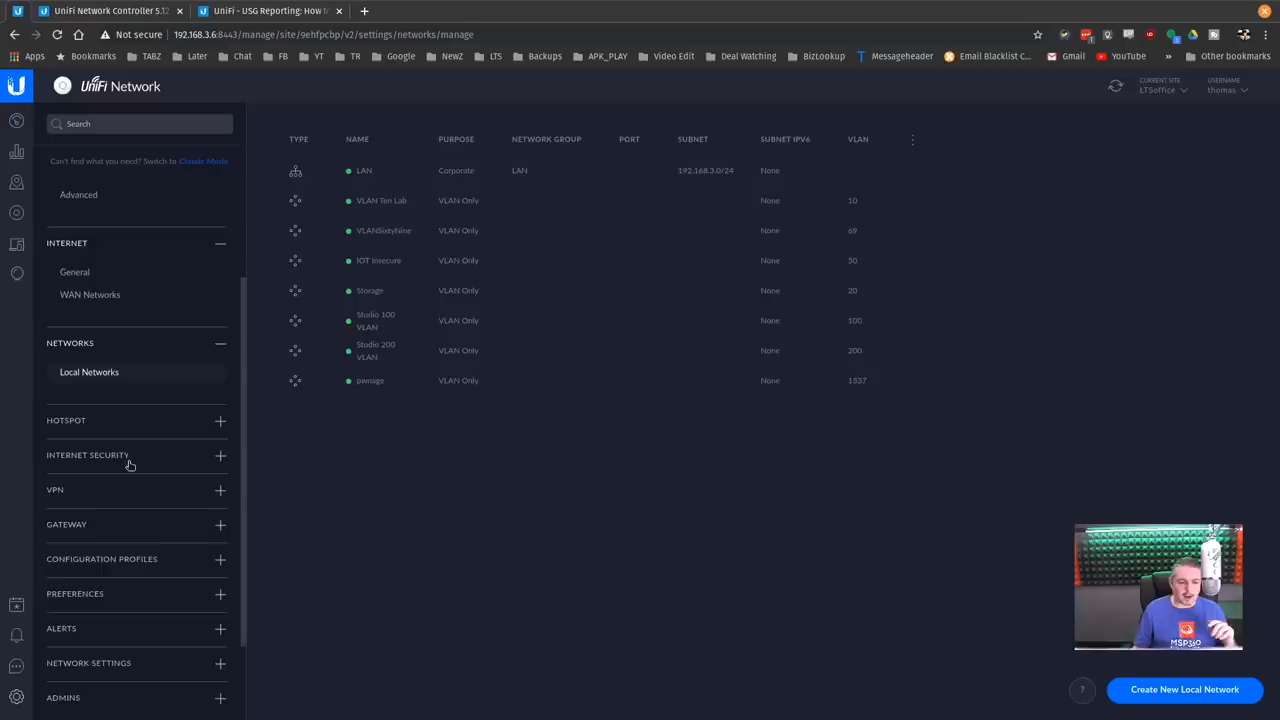 UniFi Network Controller 5.12
UniFi - USG Reporting: How t
Not secure
192.168.3.6:8443/manage/site/9ehfpcbp/v2/settings/networks/manage
Apps
Bookmarks
TABZ
Later
Chat
FB
YT
TR
Google
NewZ
LTS
Backups
APK_PLAY
Video Edit
Deal Watching
BizLookup
Messageheader
Email Blacklist C...
Gmail
YouTube
»
Other bookmarks
UniFi Network
CURRENT SITE
LTSoffice
USERNAME
thomas
Search
Can't find what you need? Switch to Classic Mode
Advanced
INTERNET
General
WAN Networks
NETWORKS
Local Networks
HOTSPOT
INTERNET SECURITY
VPN
GATEWAY
CONFIGURATION PROFILES
PREFERENCES
ALERTS
NETWORK SETTINGS
ADMINS
TYPE NAME PURPOSE NETWORK GROUP PORT SUBNET SUBNET IPV6 VLAN
LAN Corporate LAN 192.168.3.0/24 None
VLAN Ten Lab VLAN Only None 10
VLANSixtyNine VLAN Only None 69
IOT Insecure VLAN Only None 50
Storage VLAN Only None 20
Studio 100
VLAN VLAN Only None 100
Studio 200
VLAN VLAN Only None 200
pwnage VLAN Only None 1337
MSP360
?
Create New Local Network